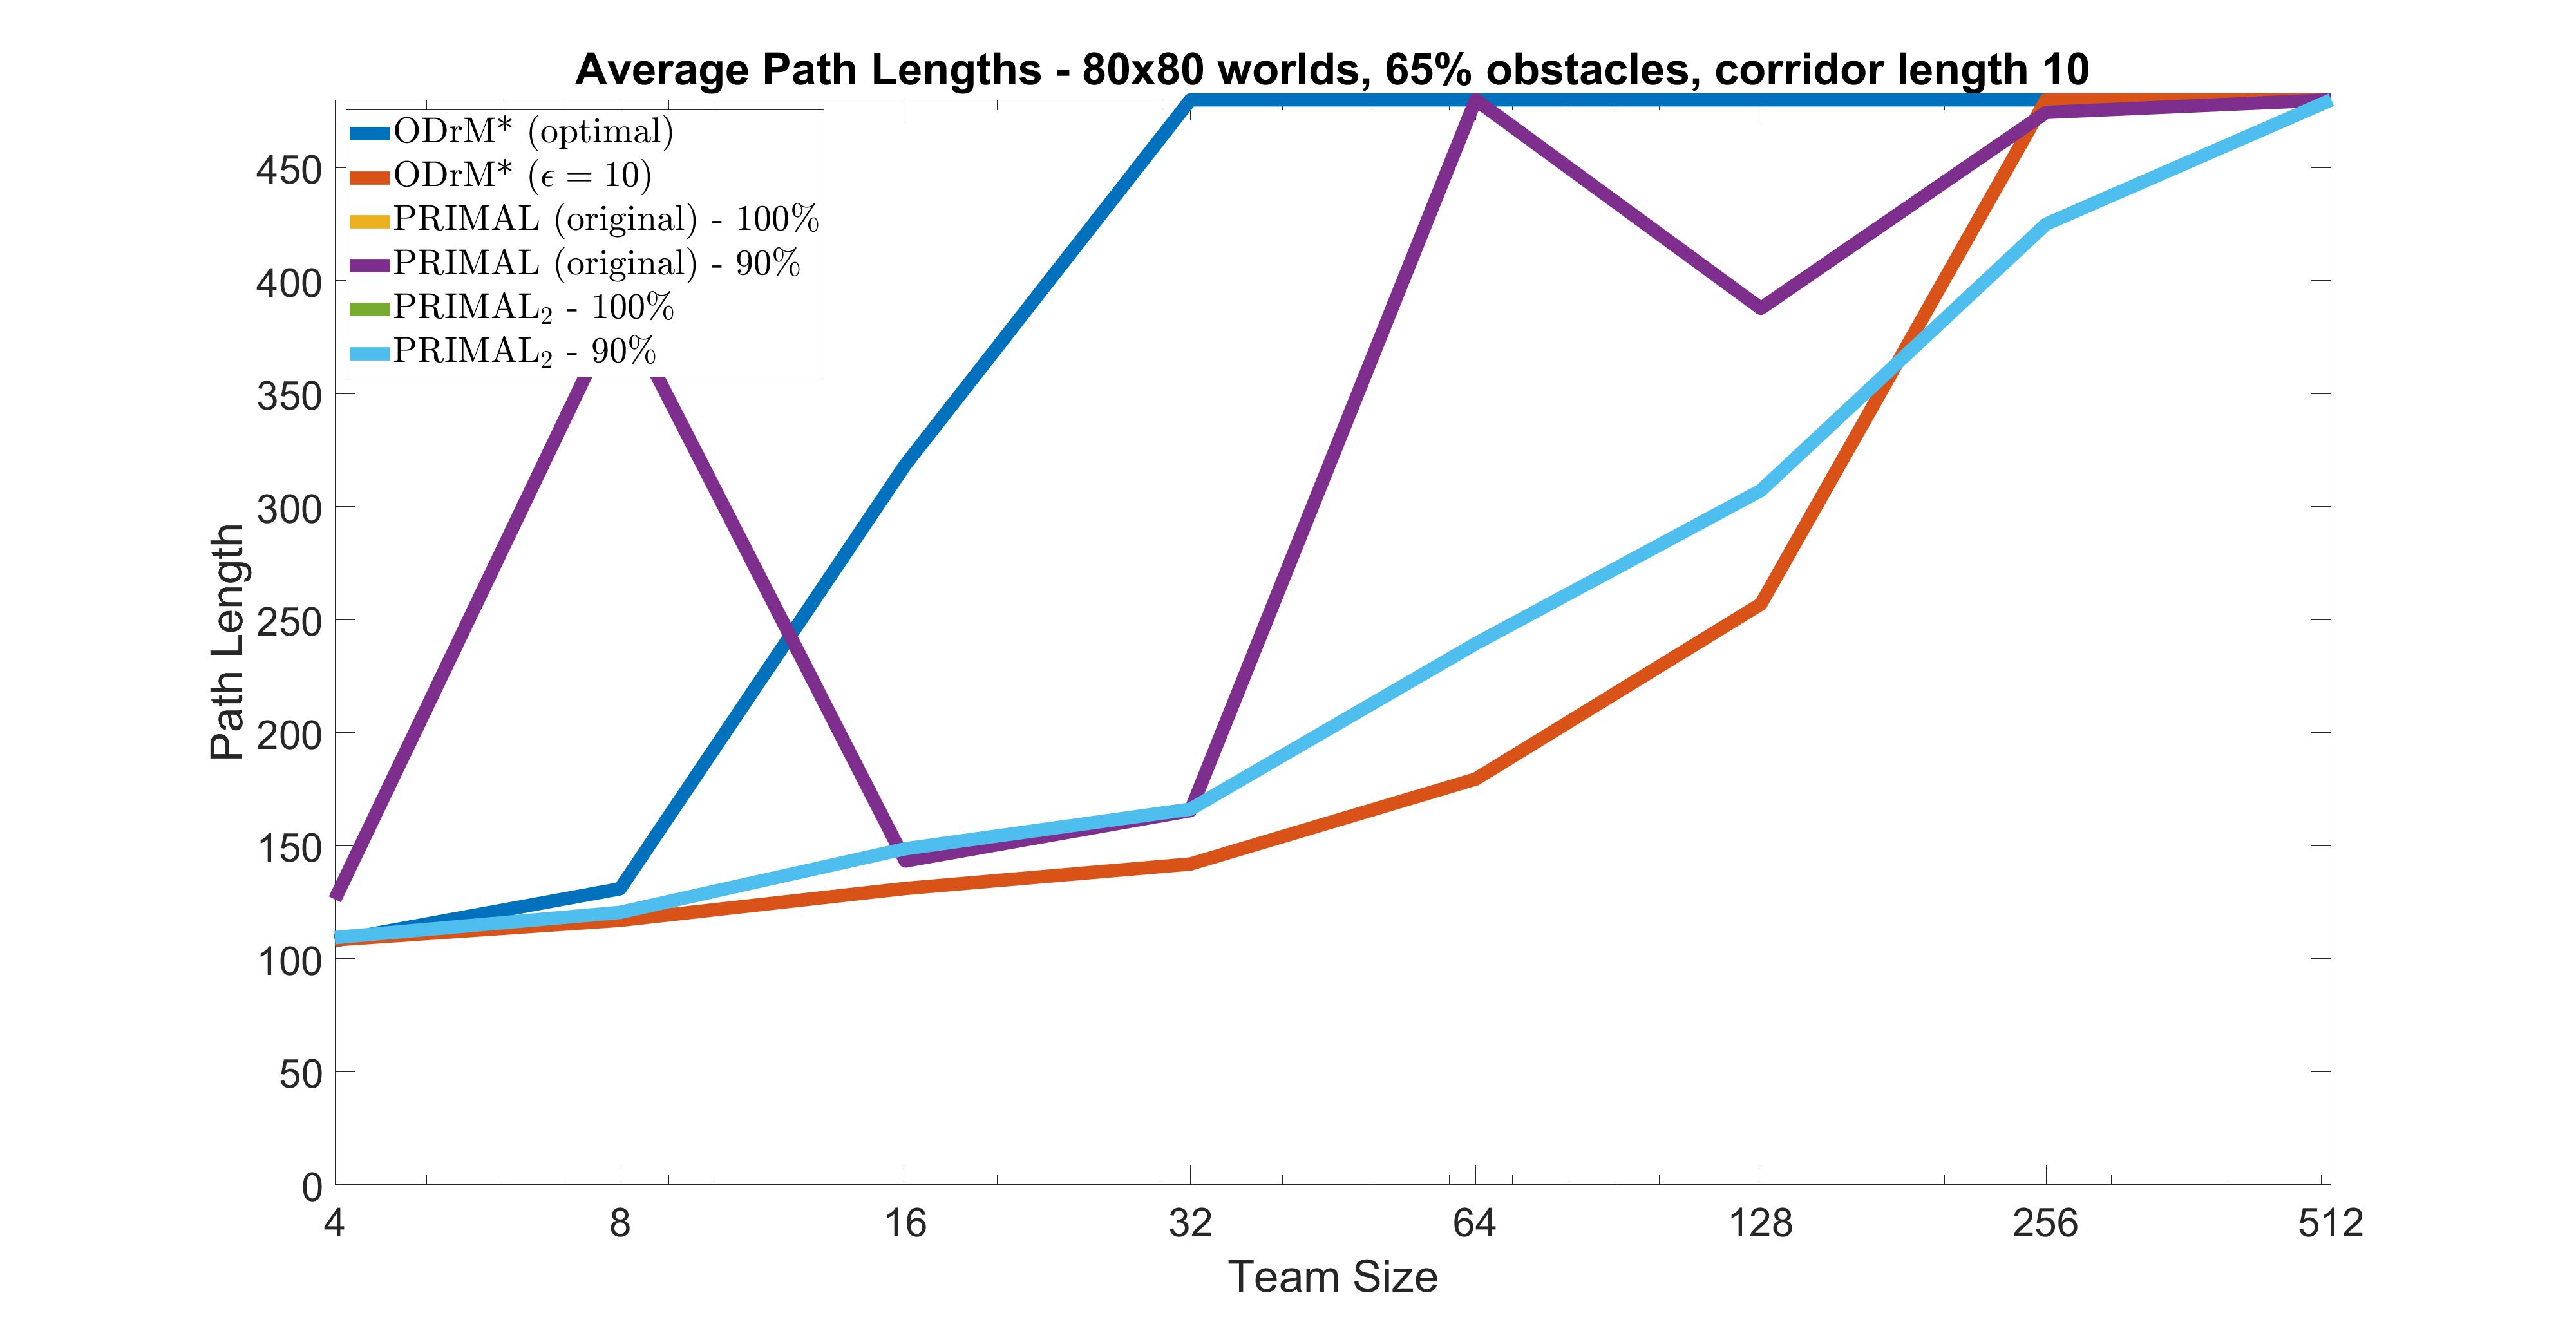 Average Path Lengths - 80x80 worlds, 65% obstacles, corridor length 10
ODrM* (optimal)
ODrM* (ϵ = 10)
PRIMAL (original) - 100%
PRIMAL (original) - 90%
PRIMAL₂ - 100%
PRIMAL₂ - 90%
Path Length
450
400
350
300
250
200
150
100
50
0
4 8 16 32 64 128 256 512
Team Size